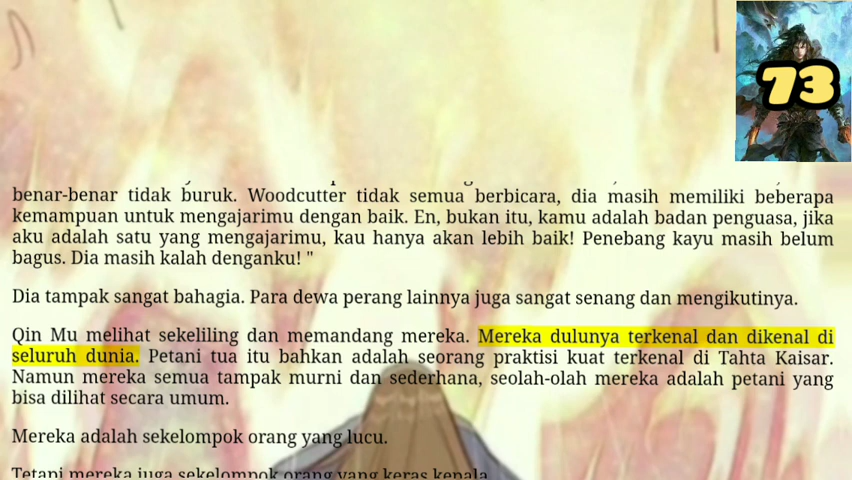 73
benar-benar tidak buruk. Woodcutter tidak semua berbicara, dia masih memiliki beberapa
kemampuan untuk mengajarimu dengan baik. En, bukan itu, kamu adalah badan penguasa, jika
aku adalah satu yang mengajarimu, kau hanya akan lebih baik! Penebang kayu masih belum
bagus. Dia masih kalah denganku! "
Dia tampak sangat bahagia. Para dewa perang lainnya juga sangat senang dan mengikutinya.
Qin Mu melihat sekeliling dan memandang mereka. Mereka dulunya terkenal dan dikenal di
seluruh dunia. Petani tua itu bahkan adalah seorang praktisi kuat terkenal di Tahta Kaisar.
Namun mereka semua tampak murni dan sederhana, seolah-olah mereka adalah petani yang
bisa dilihat secara umum.
Mereka adalah sekelompok orang yang lucu.
Tetapi mereka juga sekelompok orang yang keras kepala.